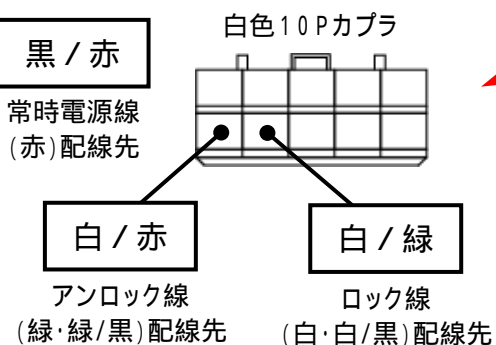 白色10Pカプラ
黒/赤
常時電源線
(赤)配線先
白/赤
白/緑
アンロック線
(緑･緑/黒)配線先
ロック線
(白･白/黒)配線先